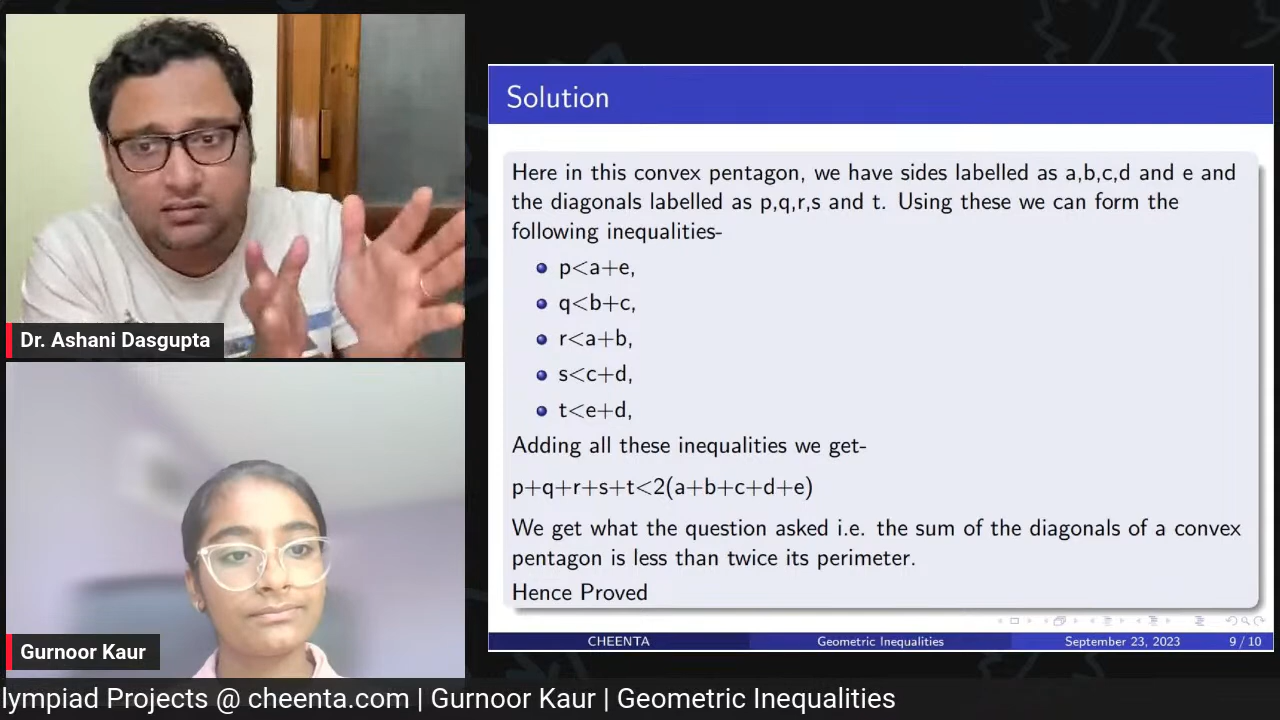 Solution
Here in this convex pentagon, we have sides labelled as a,b,c,d and e and
the diagonals labelled as p,q,r,s and t. Using these we can form the
following inequalities-
p<a+e,
q<b+c,
r<a+b,
s<c+d,
t<e+d,
Adding all these inequalities we get-
p+q+r+s+t<2(a+b+c+d+e)
We get what the question asked i.e. the sum of the diagonals of a convex
pentagon is less than twice its perimeter.
Hence Proved
CHEENTA Geometric Inequalities September 23, 2023 9 / 10
Dr. Ashani Dasgupta
Gurnoor Kaur
lympiad Projects @ cheenta.com | Gurnoor Kaur | Geometric Inequalities